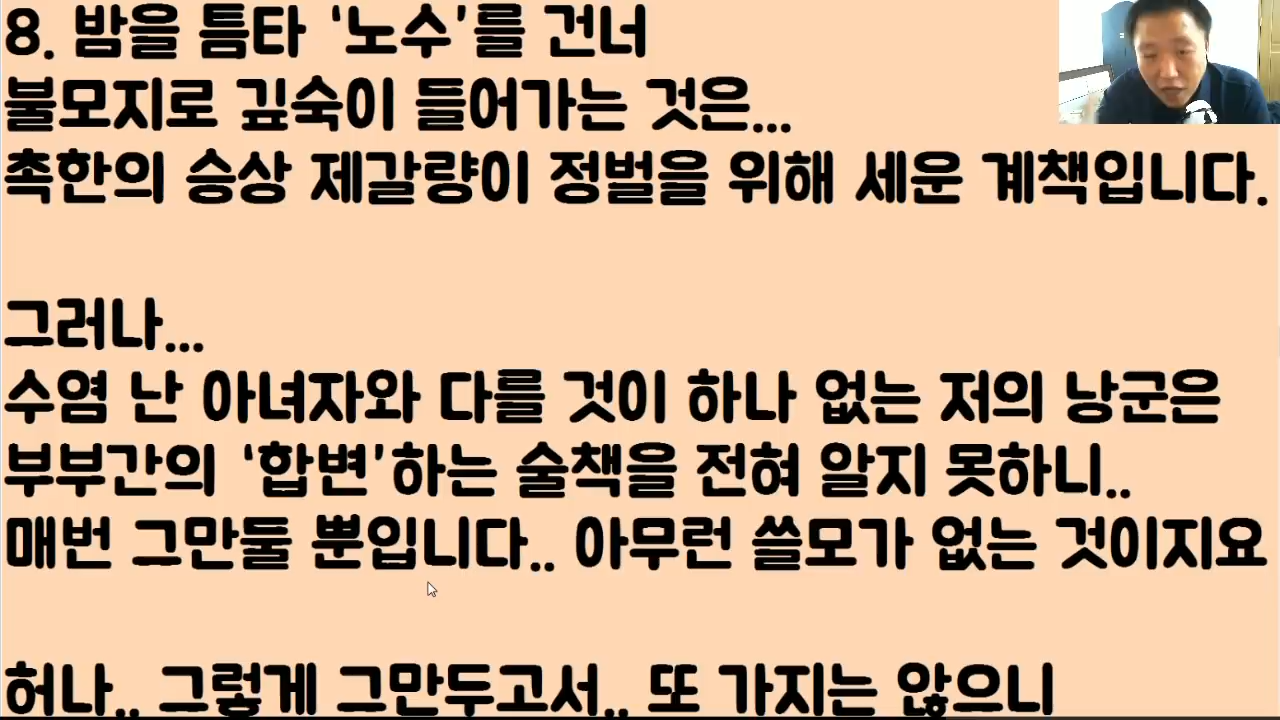 8. 밤을 틈타 ‘노수’를 건너
불모지로 깊숙이 들어가는 것은...
촉한의 승상 제갈량이 정벌을 위해 세운 계책입니다.
그러나...
수염 난 아녀자와 다를 것이 하나 없는 저의 낭군은
부부간의 ‘합변’하는 술책을 전혀 알지 못하니..
매번 그만둘 뿐입니다.. 아무런 쓸모가 없는 것이지요
허나.. 그렇게 그만두고서.. 또 가지는 않으니